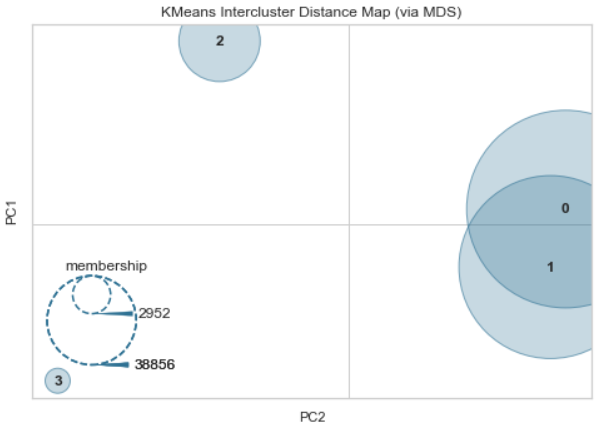 KMeans Intercluster Distance Map (via MDS)
2
0
PC1
1
membership
2952
38856
3
PC2